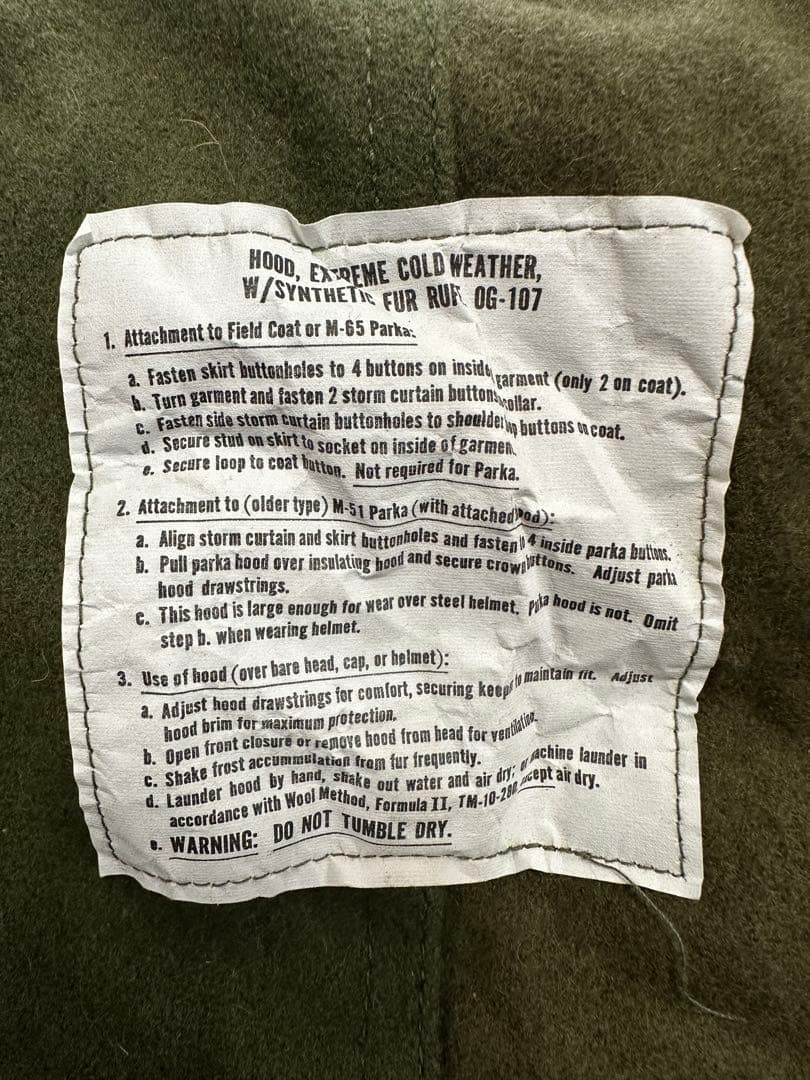 HOOD, EXTREME COLD WEATHER,
W/SYNTHETIC FUR RUFF OG-107
1. Attachment to Field Coat or M-65 Parka:
a. Fasten skirt buttonholes to 4 buttons on inside garment (only 2 on coat).
b. Turn garment and fasten 2 storm curtain buttons collar.
c. Fasten side storm curtain buttonholes to shoulder buttons on coat.
d. Secure stud on skirt to socket on inside of garment.
e. Secure loop to coat button. Not required for Parka.
2. Attachment to (older type) M-51 Parka (with attached hood):
a. Align storm curtain and skirt buttonholes and fasten to 4 inside parka buttons.
b. Pull parka hood over insulating hood and secure crown buttons. Adjust parka
hood drawstrings.
c. This hood is large enough for wear over steel helmet. Parka hood is not. Omit
step b. when wearing helmet.
3. Use of hood (over bare head, cap, or helmet):
a. Adjust hood drawstrings for comfort, securing to maintain fit. Adjust
hood brim for maximum protection.
b. Open front closure or remove hood from head for ventilation.
c. Shake frost accummulation from fur frequently.
d. Launder hood by hand, shake out water and air dry; or machine launder in
accordance with Wool Method, Formula II, TM-10-280 except air dry.
e. WARNING: DO NOT TUMBLE DRY.